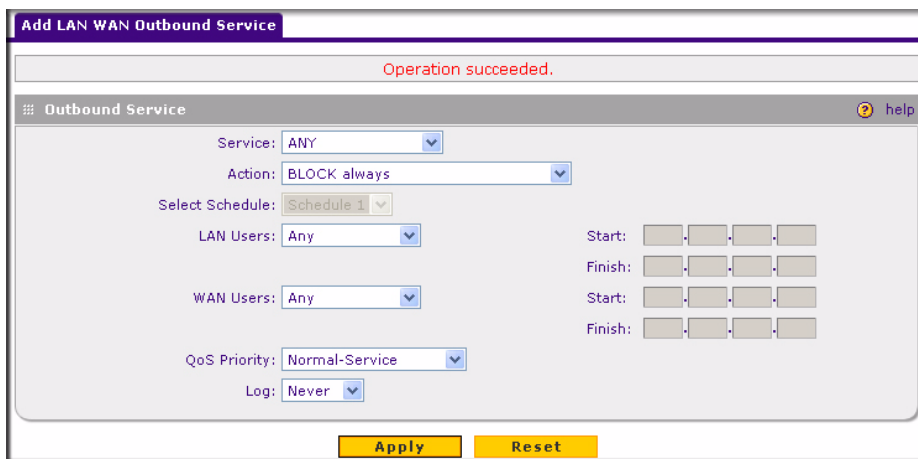 Add LAN WAN Outbound Service
Operation succeeded.
Outbound Service
? help
Service: ANY
Action: BLOCK always
Select Schedule: Schedule 1
LAN Users: Any Start: . . .
Finish: . . .
WAN Users: Any Start: . . .
Finish: . . .
QoS Priority: Normal-Service
Log: Never
Apply Reset